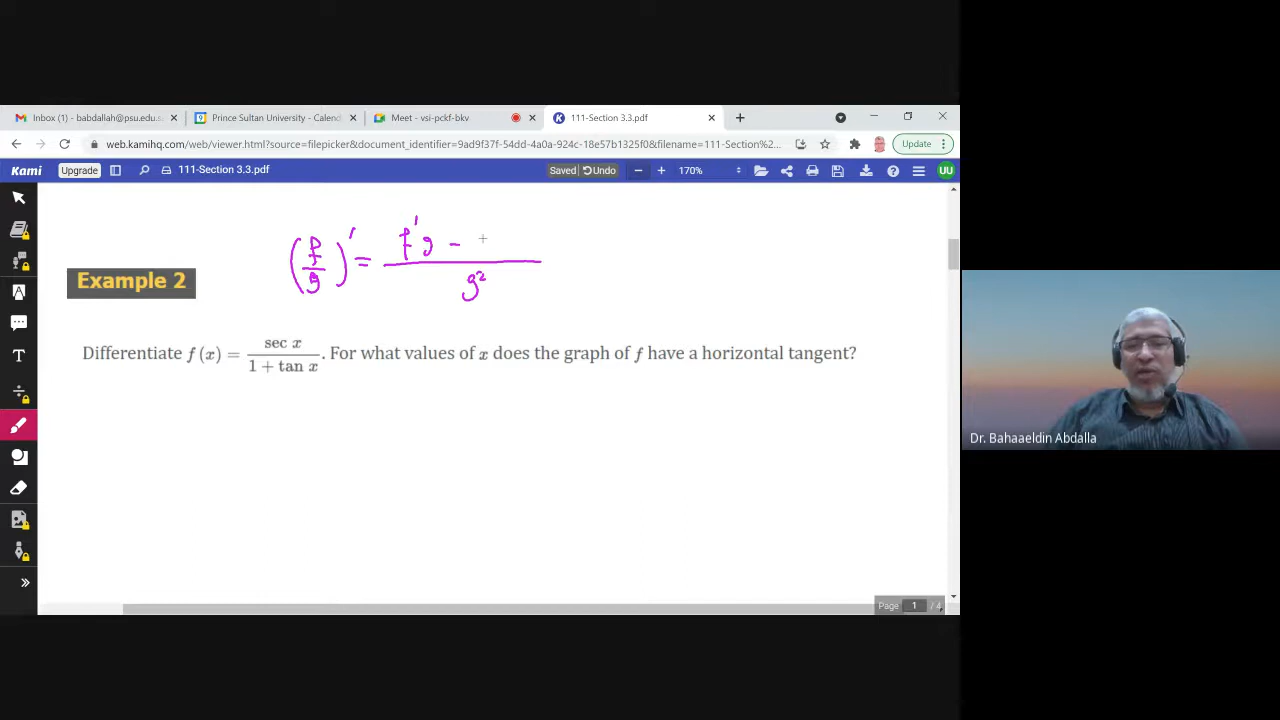 Inbox (1) - babdallah@psu.edu.s
Prince Sultan University - Calend
Meet - vsi-pckf-bkv
111-Section 3.3.pdf
web.kamihq.com/web/viewer.html?source=filepicker&document_identifier=9ad9f37f-54dd-4a0a-924c-18e57b1325f0&filename=111-Section%2...
Update
Kami
Upgrade
111-Section 3.3.pdf
Saved Undo
170%
UU
(f/g)' = (f'g - )/g²
Example 2
Differentiate f(x) = sec x / (1 + tan x). For what values of x does the graph of f have a horizontal tangent?
Dr. Bahaaeldin Abdalla
Page 1 / 4